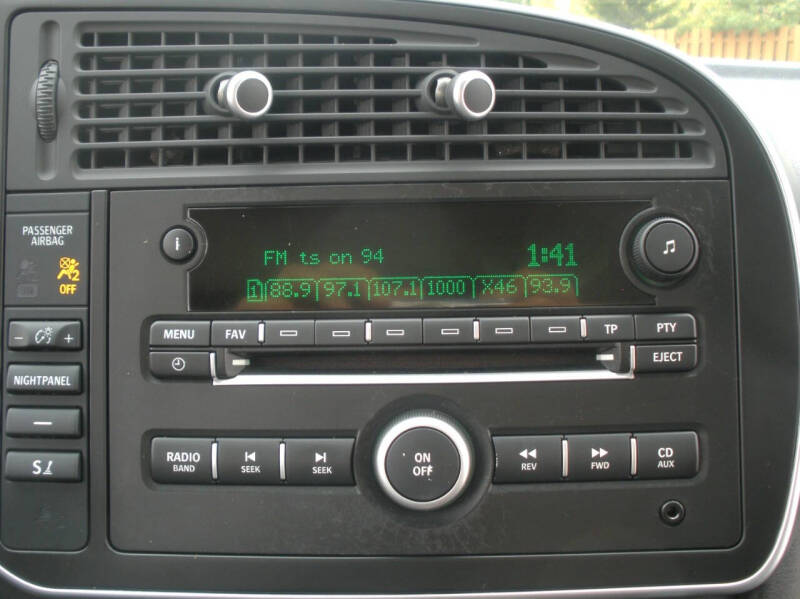 PASSENGER
AIRBAG
2
OFF
i
FM ts on 94 1:41
1 88.9 97.1 107.1 1000 X46 93.9
- +
MENU FAV TP PTY
NIGHTPANEL
EJECT
S
RADIO
BAND
SEEK
SEEK
ON
OFF
REV
FWD
CD
AUX